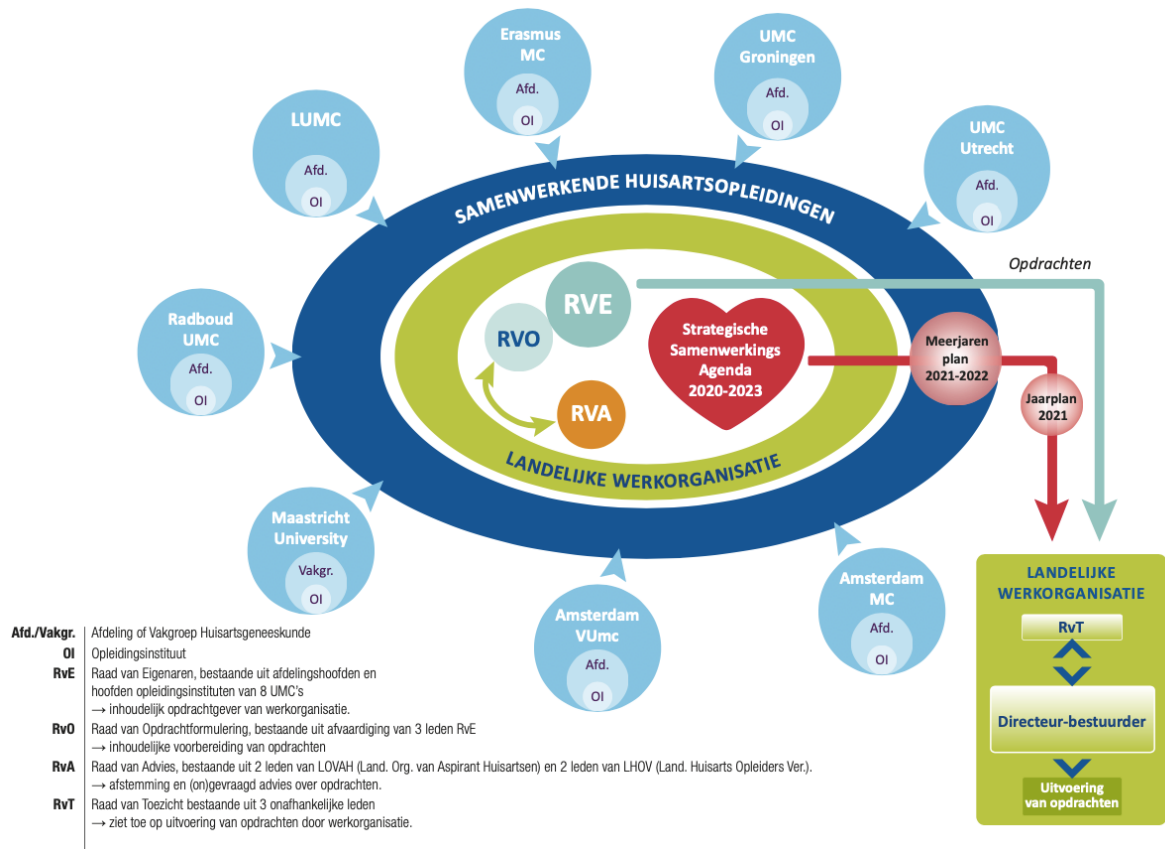 Erasmus
MC
Afd.
OI
UMC
Groningen
Afd.
OI
LUMC
Afd.
OI
UMC
Utrecht
Afd.
OI
SAMENWERKENDE HUISARTSOPLEIDINGEN
Opdrachten
RVE
RVO
RVA
Strategische
Samenwerkings
Agenda
2020-2023
Meerjaren
plan
2021-2022
Jaarplan
2021
Radboud
UMC
Afd.
OI
LANDELIJKE WERKORGANISATIE
Maastricht
University
Vakgr.
OI
Amsterdam
VUmc
Afd.
OI
Amsterdam
MC
Afd.
OI
LANDELIJKE
WERKORGANISATIE
RvT
Directeur-bestuurder
Uitvoering
van opdrachten
Afd./Vakgr. Afdeling of Vakgroep Huisartsgeneeskunde
OI Opleidingsinstituut
RvE Raad van Eigenaren, bestaande uit afdelingshoofden en
hoofden opleidingsinstituten van 8 UMC's
→ inhoudelijk opdrachtgever van werkorganisatie.
RvO Raad van Opdrachtformulering, bestaande uit afvaardiging van 3 leden RvE
→ inhoudelijke voorbereiding van opdrachten
RvA Raad van Advies, bestaande uit 2 leden van LOVAH (Land. Org. van Aspirant Huisartsen) en 2 leden van LHOV (Land. Huisarts Opleiders Ver.).
→ afstemming en (on)gevraagd advies over opdrachten.
RvT Raad van Toezicht bestaande uit 3 onafhankelijke leden
→ ziet toe op uitvoering van opdrachten door werkorganisatie.